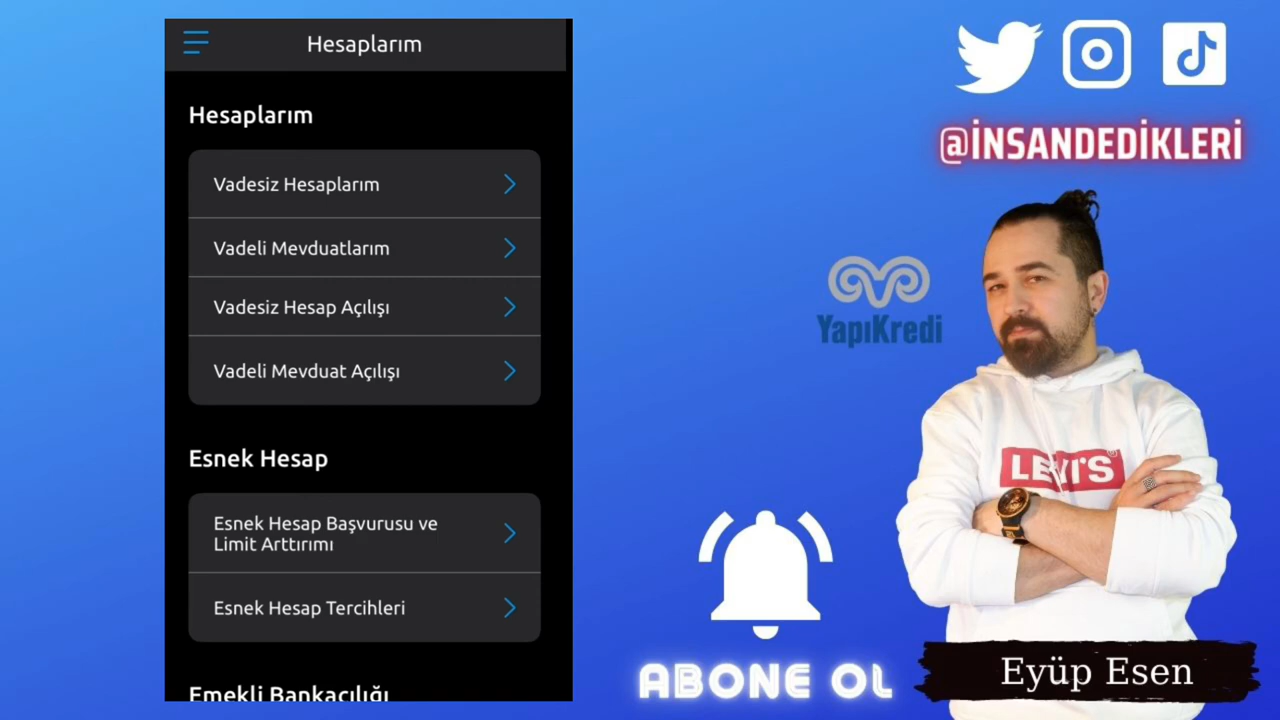 Hesaplarım
Hesaplarım
Vadesiz Hesaplarım
Vadeli Mevduatlarım
Vadesiz Hesap Açılışı
Vadeli Mevduat Açılışı
Esnek Hesap
Esnek Hesap Başvurusu ve
Limit Arttırımı
Esnek Hesap Tercihleri
Emekli Bankacılığı
@İNSANDEDİKLERİ
YapıKredi
LEVI'S
ABONE OL
Eyüp Esen